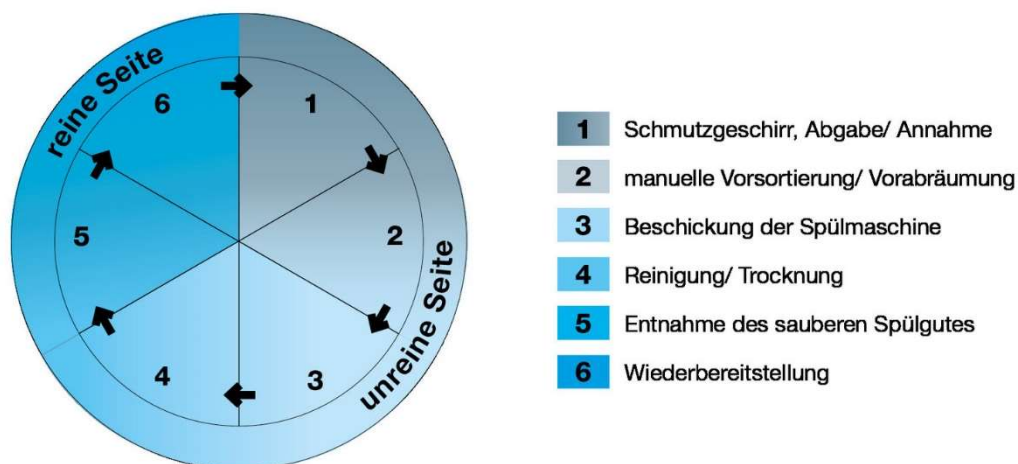 reine Seite
unreine Seite
1
2
3
4
5
6
1 Schmutzgeschirr, Abgabe/ Annahme
2 manuelle Vorsortierung/ Vorabräumung
3 Beschickung der Spülmaschine
4 Reinigung/ Trocknung
5 Entnahme des sauberen Spülgutes
6 Wiederbereitstellung